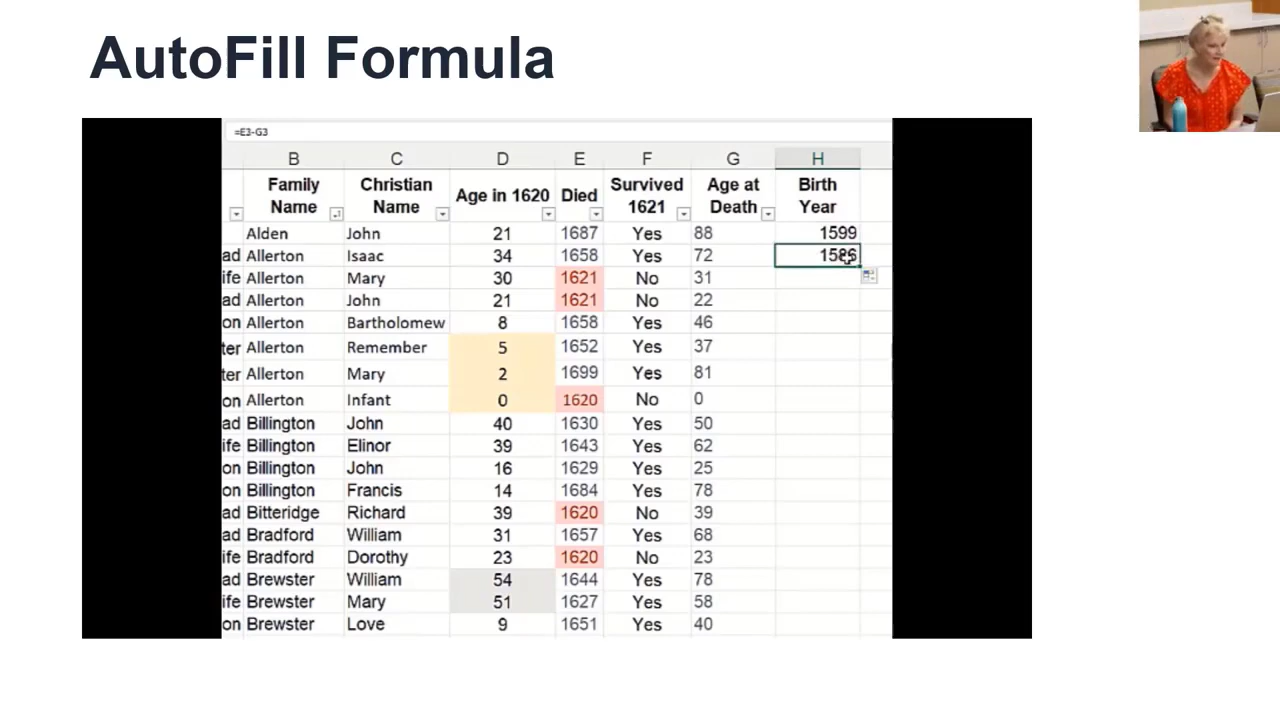 AutoFill Formula
=E3-G3
B C D E F G H
Family Name Christian Name Age in 1620 Died Survived 1621 Age at Death Birth Year
Alden John 21 1687 Yes 88 1599
ad Allerton Isaac 34 1658 Yes 72 1586
ife Allerton Mary 30 1621 No 31
ad Allerton John 21 1621 No 22
on Allerton Bartholomew 8 1658 Yes 46
ter Allerton Remember 5 1652 Yes 37
ter Allerton Mary 2 1699 Yes 81
on Allerton Infant 0 1620 No 0
ad Billington John 40 1630 Yes 50
ife Billington Elinor 39 1643 Yes 62
on Billington John 16 1629 Yes 25
on Billington Francis 14 1684 Yes 78
ad Bitteridge Richard 39 1620 No 39
ad Bradford William 31 1657 Yes 68
ife Bradford Dorothy 23 1620 No 23
ad Brewster William 54 1644 Yes 78
ife Brewster Mary 51 1627 Yes 58
on Brewster Love 9 1651 Yes 40